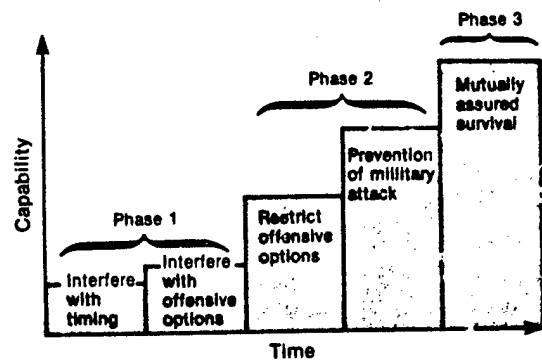 Phase 3
Phase 2
Mutually
assured
survival
Prevention
of military
attack
Capability
Phase 1
Restrict
offensive
options
Interfere
with
timing
Interfere
with
offensive
options
Time